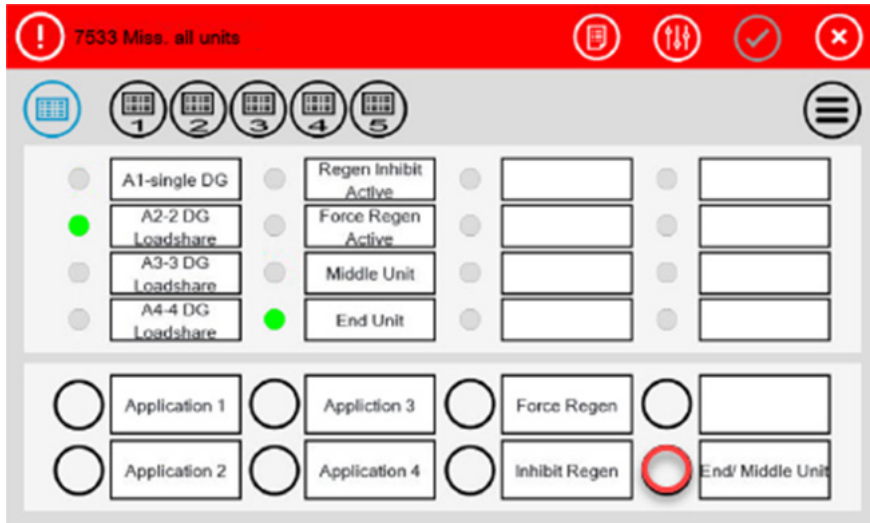 7533 Miss. all units
1 2 3 4 5
A1-single DG
Regen Inhibit
Active
A2-2 DG
Loadshare
Force Regen
Active
A3-3 DG
Loadshare
Middle Unit
A4-4 DG
Loadshare
End Unit
Application 1
Appliction 3
Force Regen
Application 2
Application 4
Inhibit Regen
End/ Middle Unit